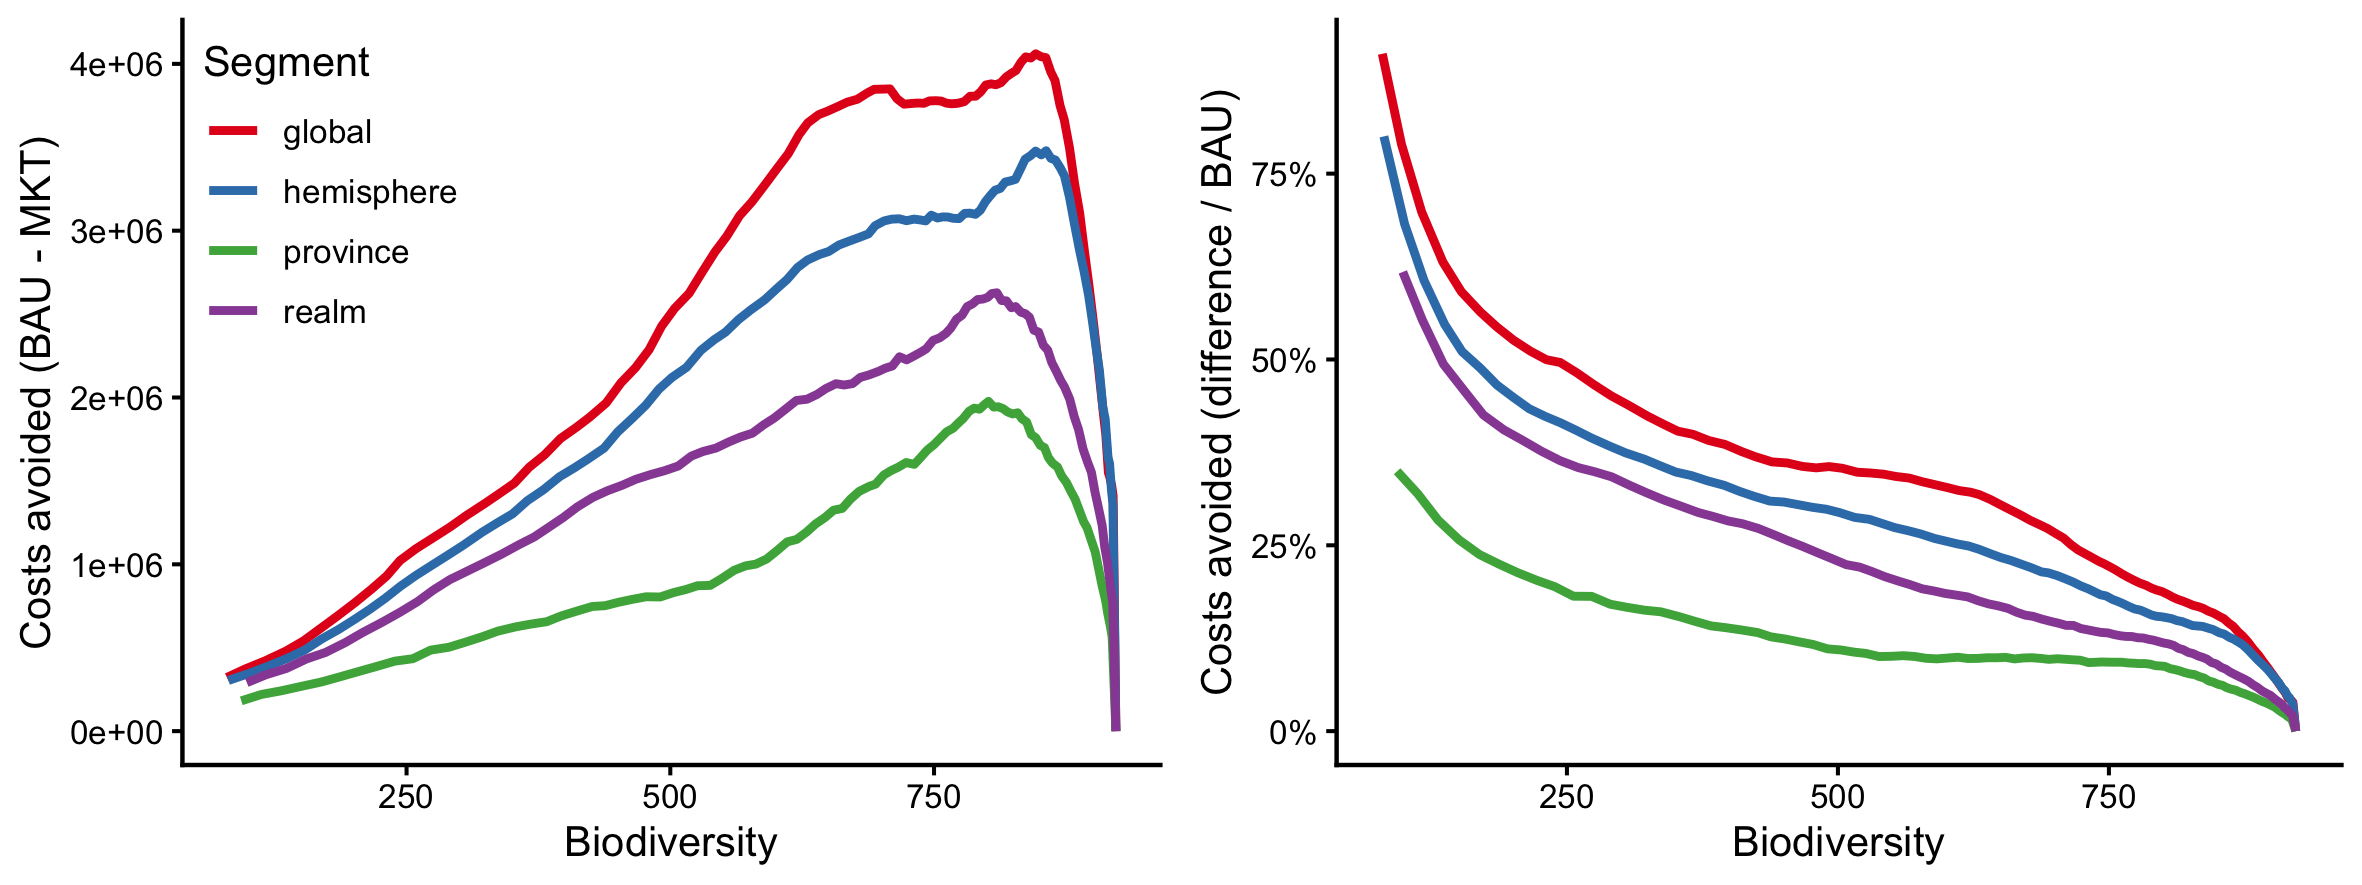 Costs avoided (BAU - MKT)
4e+06
3e+06
2e+06
1e+06
0e+00
Segment
global
hemisphere
province
realm
250
500
750
Biodiversity
Costs avoided (difference / BAU)
75%
50%
25%
0%
250
500
750
Biodiversity